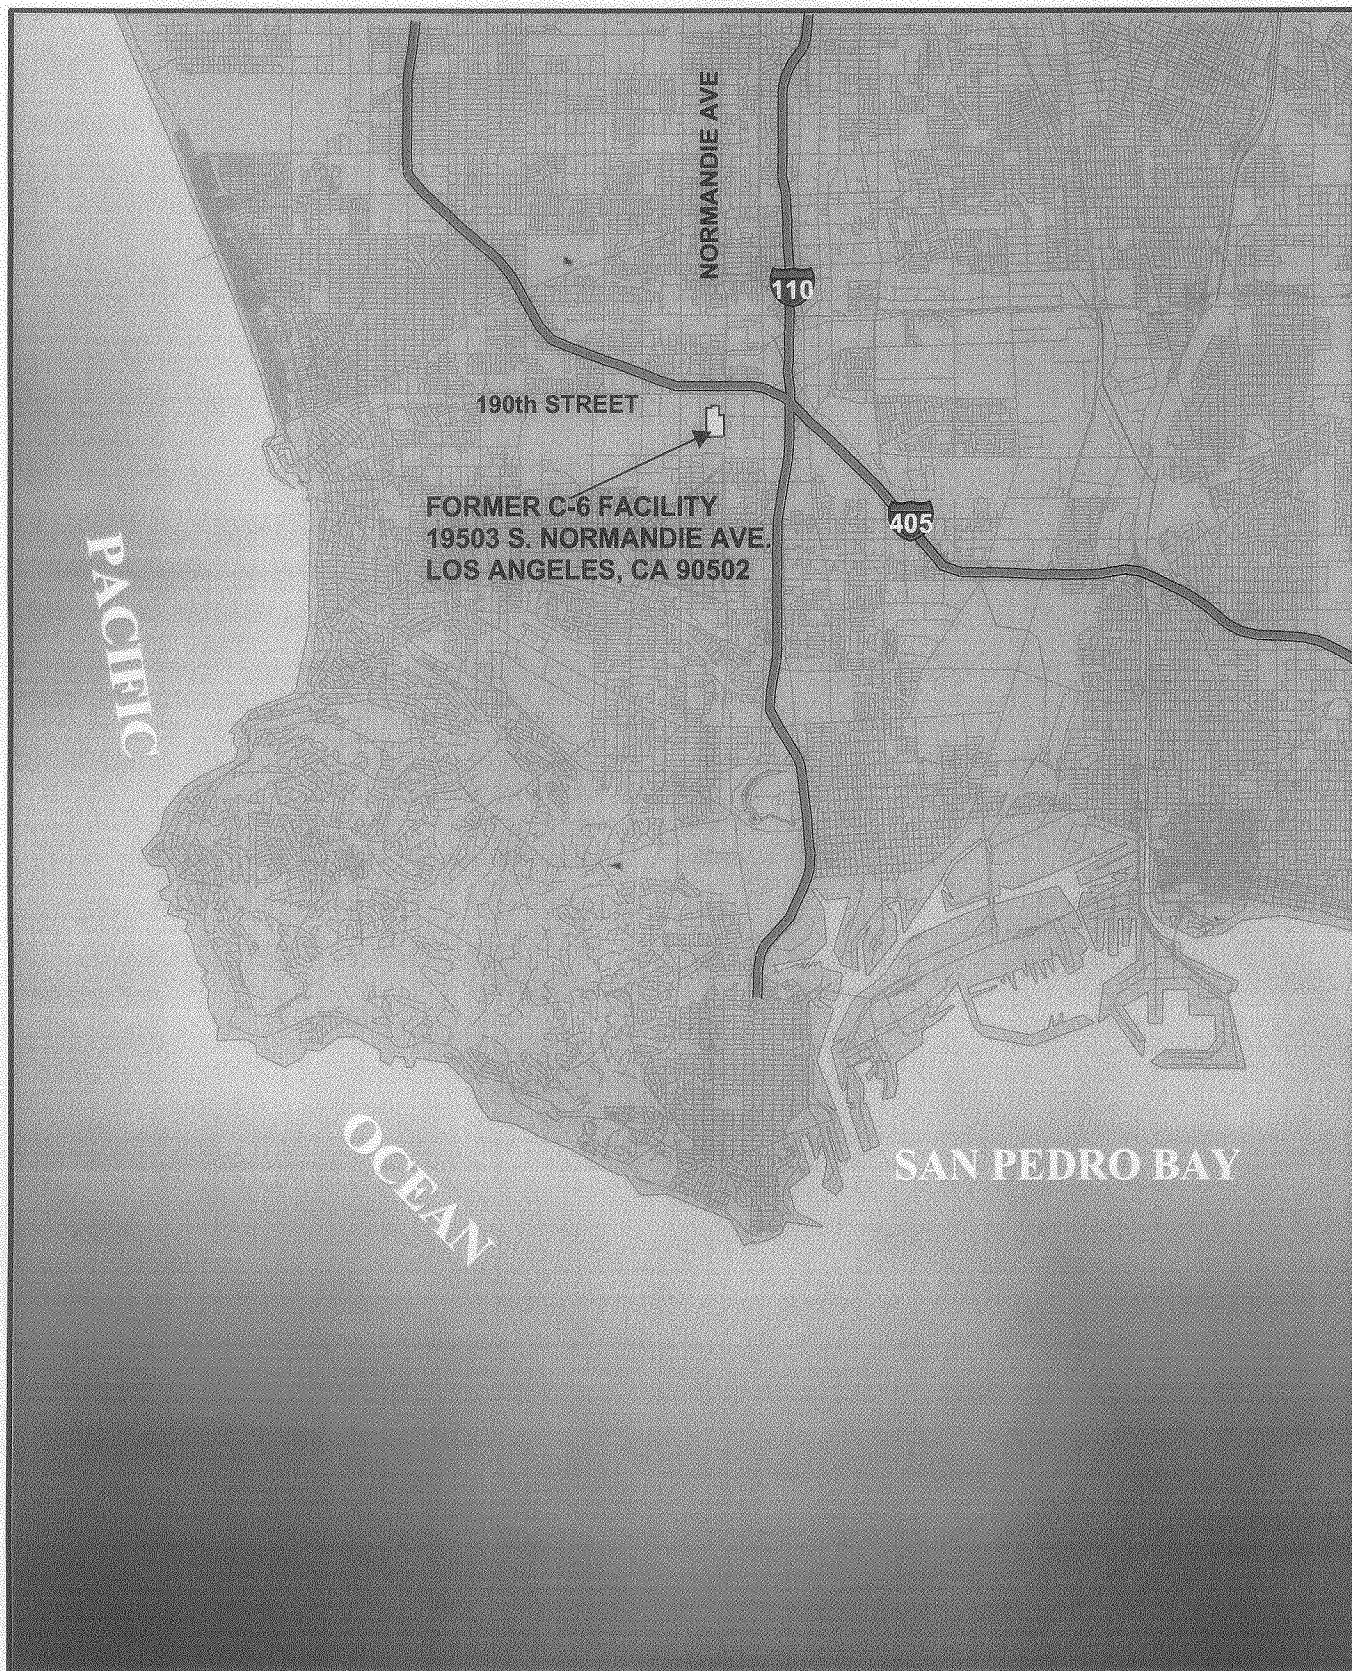 NORMANDIE AVE
110
190th STREET
FORMER C-6 FACILITY
19503 S. NORMANDIE AVE.
LOS ANGELES, CA 90502
405
PACIFIC
OCEAN
SAN PEDRO BAY